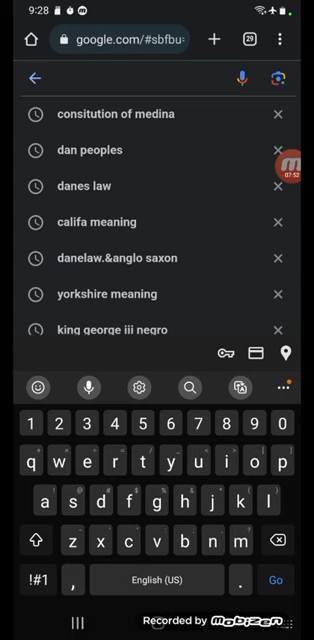 9:28
google.com/#sbfbu=
29
consitution of medina
dan peoples
07:53
danes law
califa meaning
danelaw.&anglo saxon
yorkshire meaning
king george iii negro
1 2 3 4 5 6 7 8 9 0
q w e r t y u i o p
a s d f g h j k l
z x c v b n m
!#1 , English (US) . Go
Recorded by mobizen